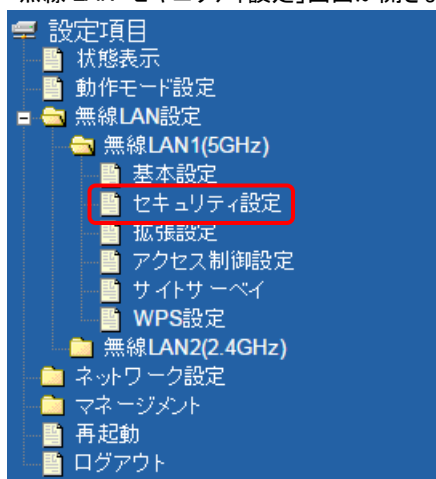 設定項目
状態表示
動作モード設定
無線LAN設定
無線LAN1(5GHz)
基本設定
セキュリティ設定
拡張設定
アクセス制御設定
サイトサーベイ
WPS設定
無線LAN2(2.4GHz)
ネットワーク設定
マネージメント
再起動
ログアウト